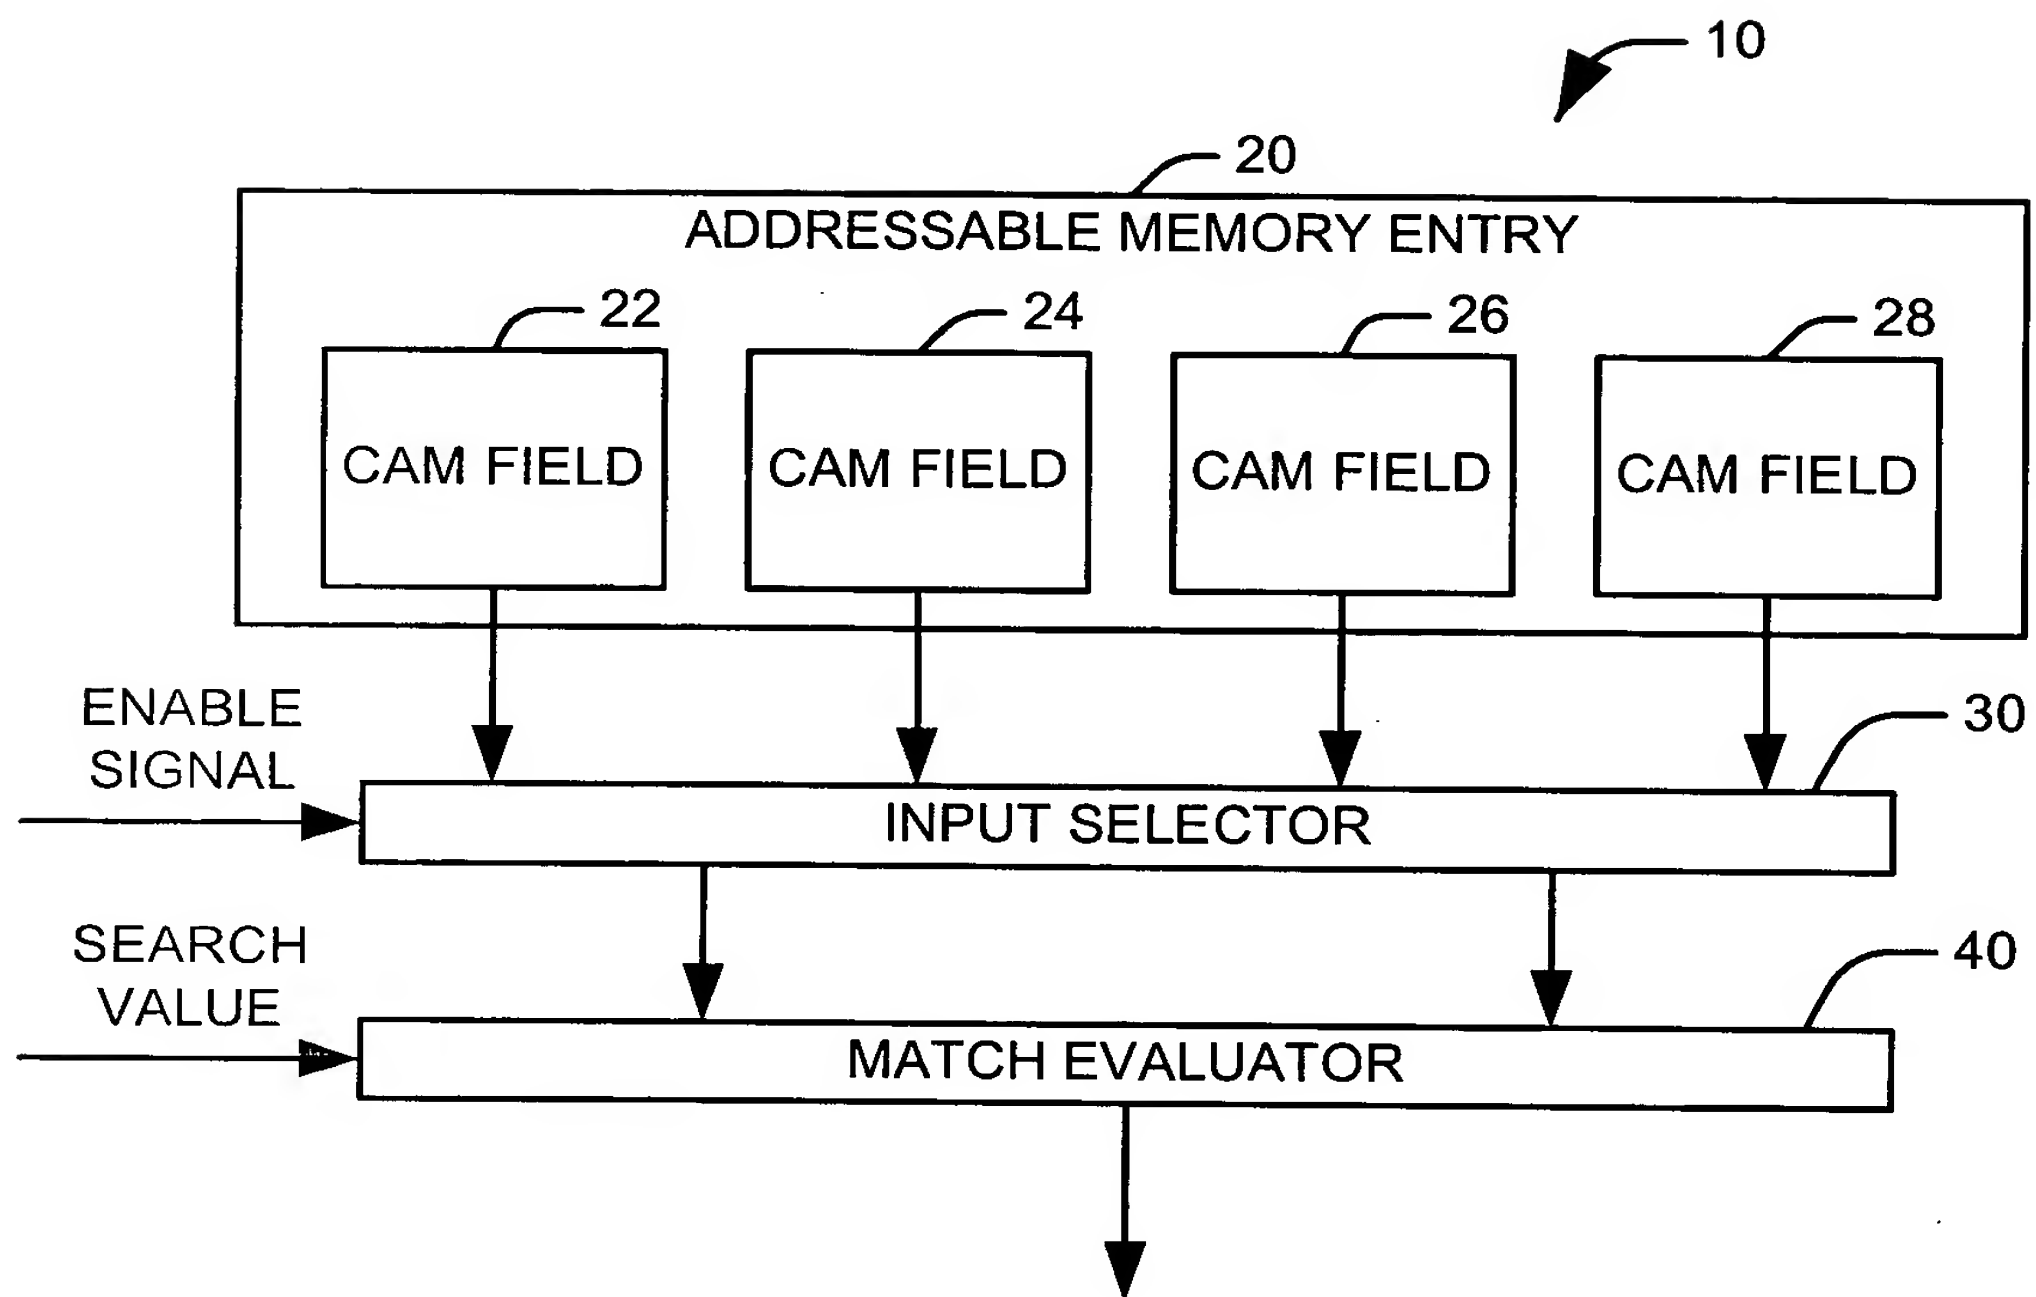 10
20
ADDRESSABLE MEMORY ENTRY
22
24
26
28
CAM FIELD
CAM FIELD
CAM FIELD
CAM FIELD
ENABLE
SIGNAL
30
INPUT SELECTOR
SEARCH
VALUE
40
MATCH EVALUATOR